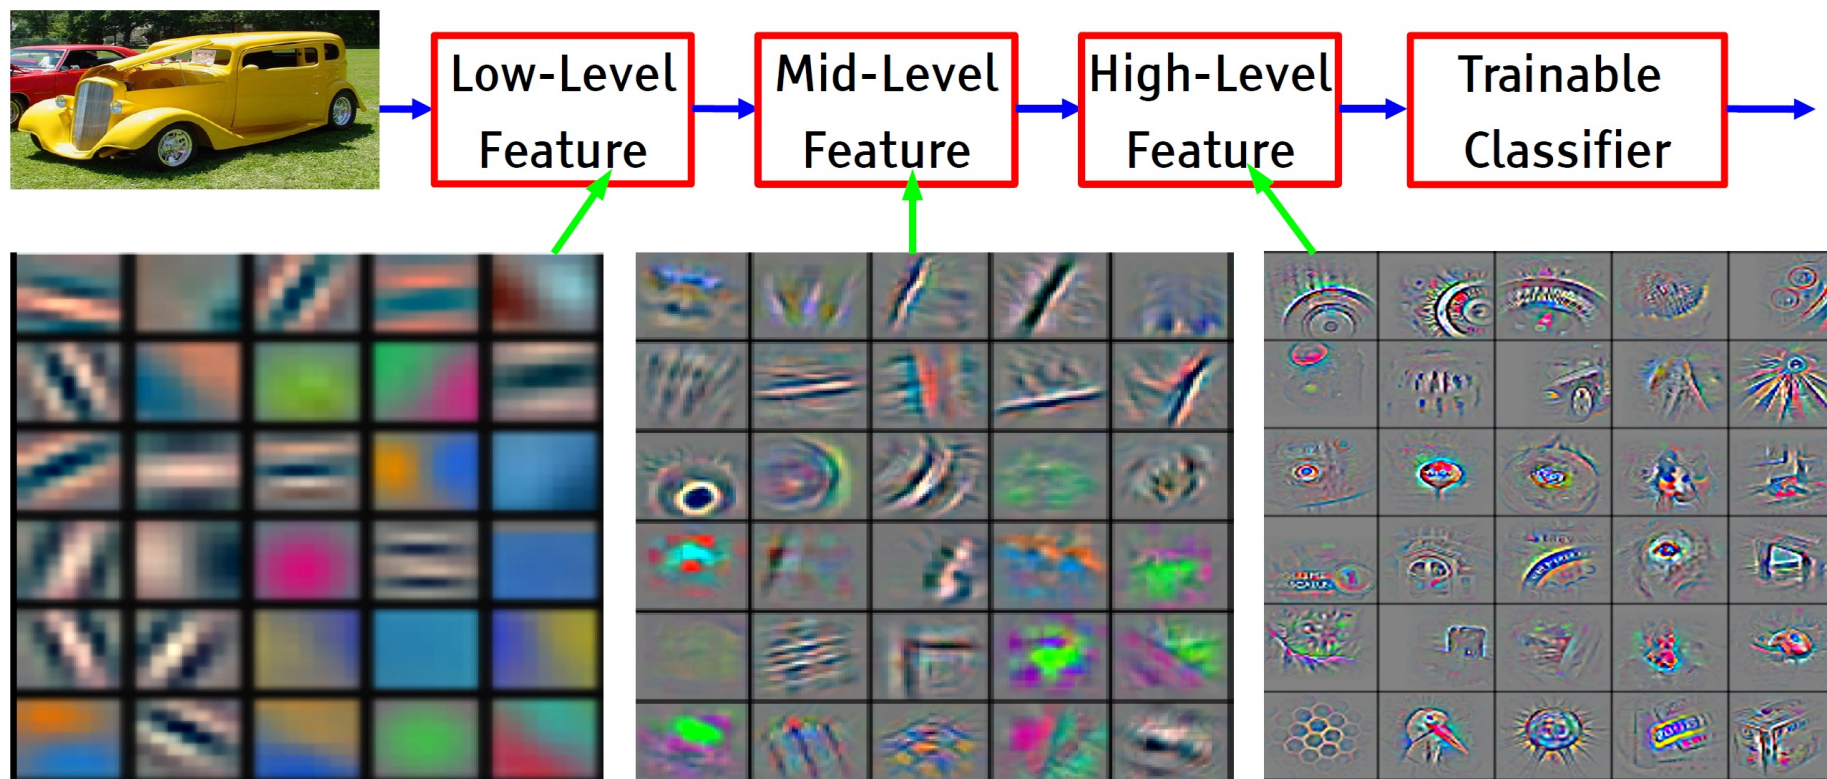 Low-Level
Feature
Mid-Level
Feature
High-Level
Feature
Trainable
Classifier